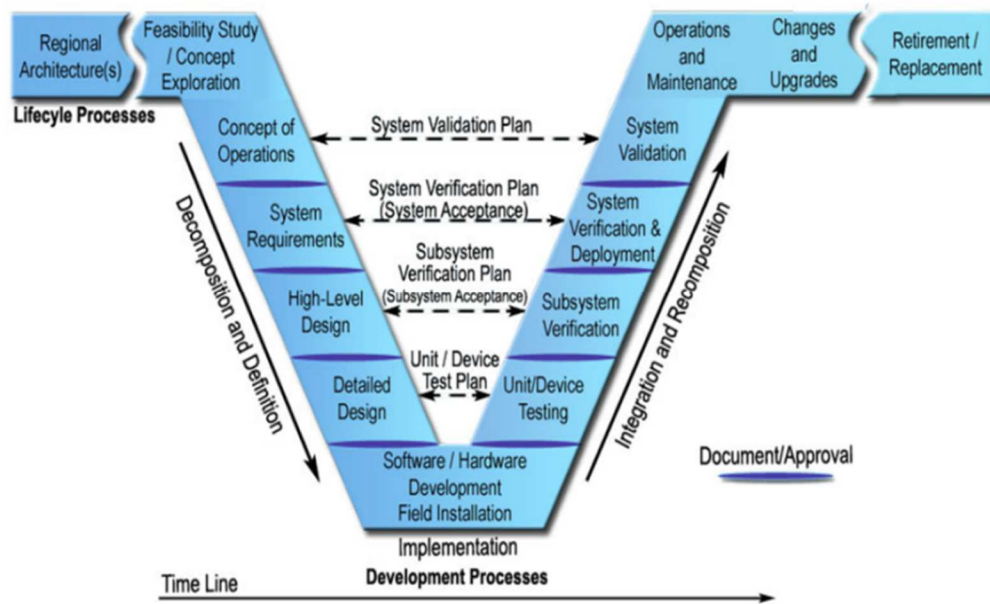 Regional
Architecture(s)
Feasibility Study
/ Concept
Exploration
Operations
and
Maintenance
Changes
and
Upgrades
Retirement /
Replacement
Lifecyle Processes
Concept of
Operations
System Validation Plan
System
Validation
System
Requirements
System Verification Plan
(System Acceptance)
System
Verification &
Deployment
High-Level
Design
Subsystem
Verification Plan
(Subsystem Acceptance)
Subsystem
Verification
Detailed
Design
Unit / Device
Test Plan
Unit/Device
Testing
Decomposition and Definition
Integration and Recomposition
Software / Hardware
Development
Field Installation
Document/Approval
Implementation
Development Processes
Time Line